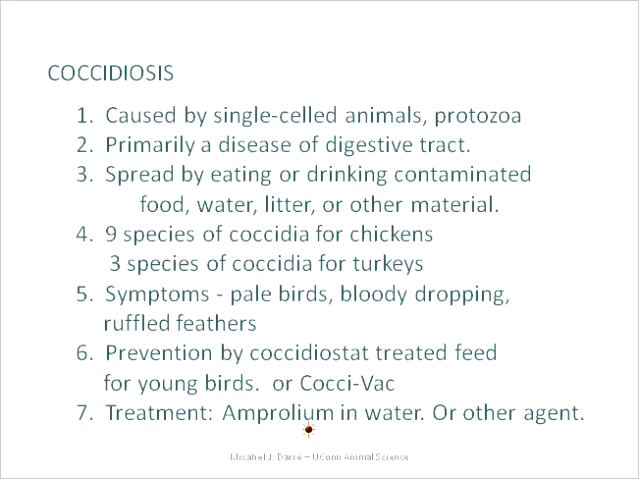 COCCIDIOSIS
1. Caused by single-celled animals, protozoa
2. Primarily a disease of digestive tract.
3. Spread by eating or drinking contaminated
food, water, litter, or other material.
4. 9 species of coccidia for chickens
3 species of coccidia for turkeys
5. Symptoms - pale birds, bloody dropping,
ruffled feathers
6. Prevention by coccidiostat treated feed
for young birds. or Cocci-Vac
7. Treatment: Amprolium in water. Or other agent.
Micahel J. Darre – UConn Animal Science